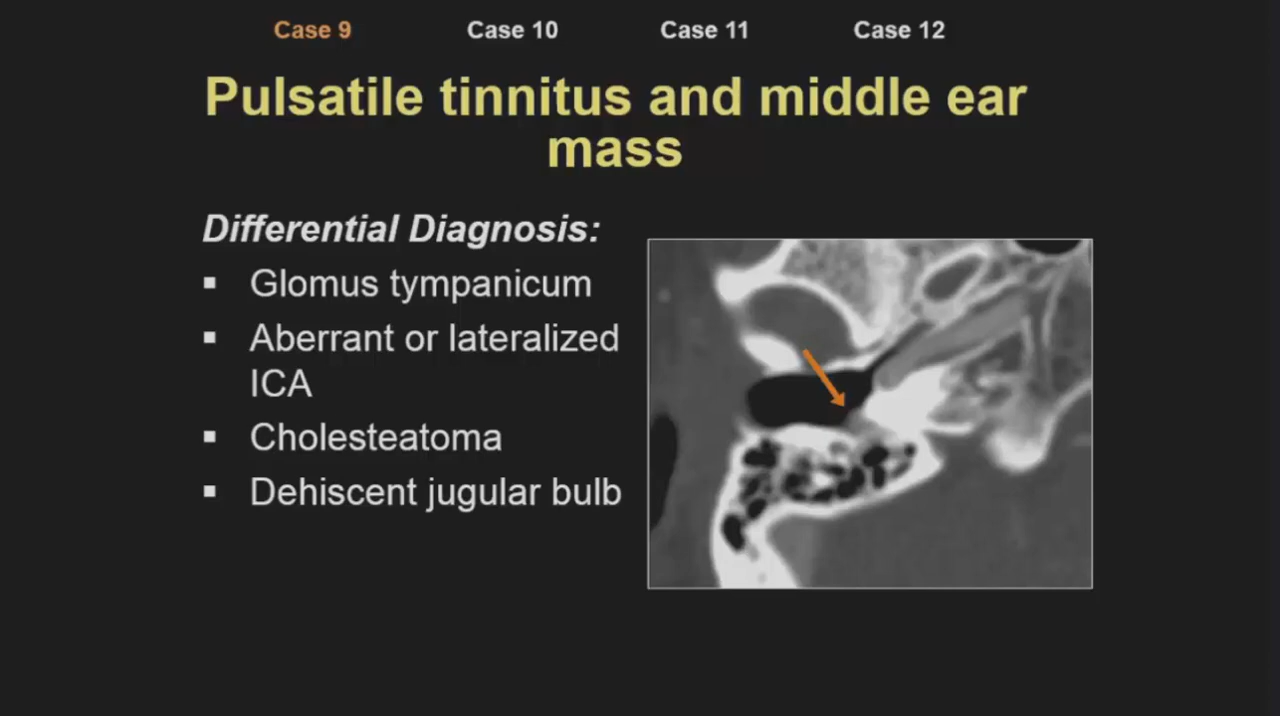 Case 9 Case 10 Case 11 Case 12
Pulsatile tinnitus and middle ear
mass
Differential Diagnosis:
▪ Glomus tympanicum
▪ Aberrant or lateralized
ICA
▪ Cholesteatoma
▪ Dehiscent jugular bulb